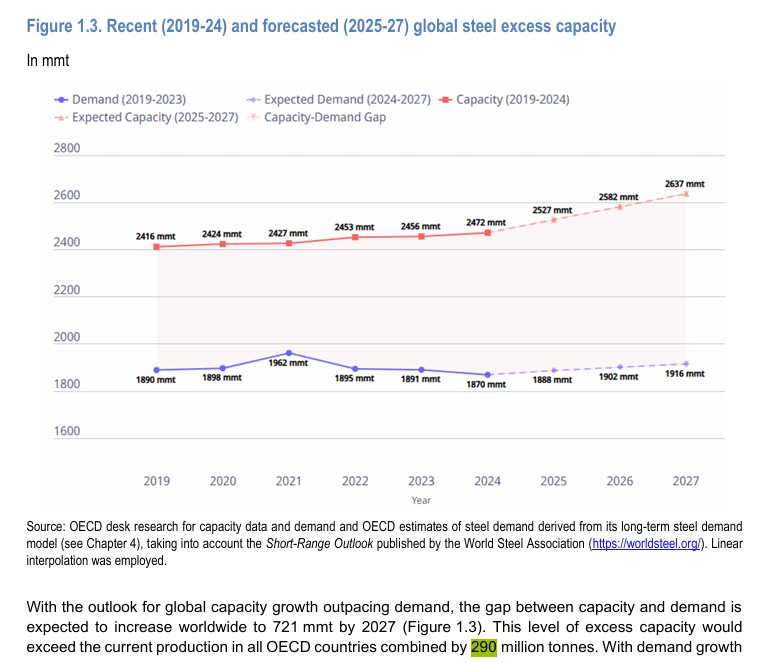 Figure 1.3. Recent (2019-24) and forecasted (2025-27) global steel excess capacity
In mmt
Demand (2019-2023) Expected Demand (2024-2027) Capacity (2019-2024)
Expected Capacity (2025-2027) Capacity-Demand Gap
2800
2600
2400
2200
2000
1800
1600
2416 mmt 2424 mmt 2427 mmt 2453 mmt 2456 mmt 2472 mmt 2527 mmt 2582 mmt 2637 mmt
1890 mmt 1898 mmt 1962 mmt 1895 mmt 1891 mmt 1870 mmt 1888 mmt 1902 mmt 1916 mmt
2019 2020 2021 2022 2023 2024 2025 2026 2027
Year
Source: OECD desk research for capacity data and demand and OECD estimates of steel demand derived from its long-term steel demand
model (see Chapter 4), taking into account the Short-Range Outlook published by the World Steel Association (https://worldsteel.org/). Linear
interpolation was employed.
With the outlook for global capacity growth outpacing demand, the gap between capacity and demand is
expected to increase worldwide to 721 mmt by 2027 (Figure 1.3). This level of excess capacity would
exceed the current production in all OECD countries combined by 290 million tonnes. With demand growth